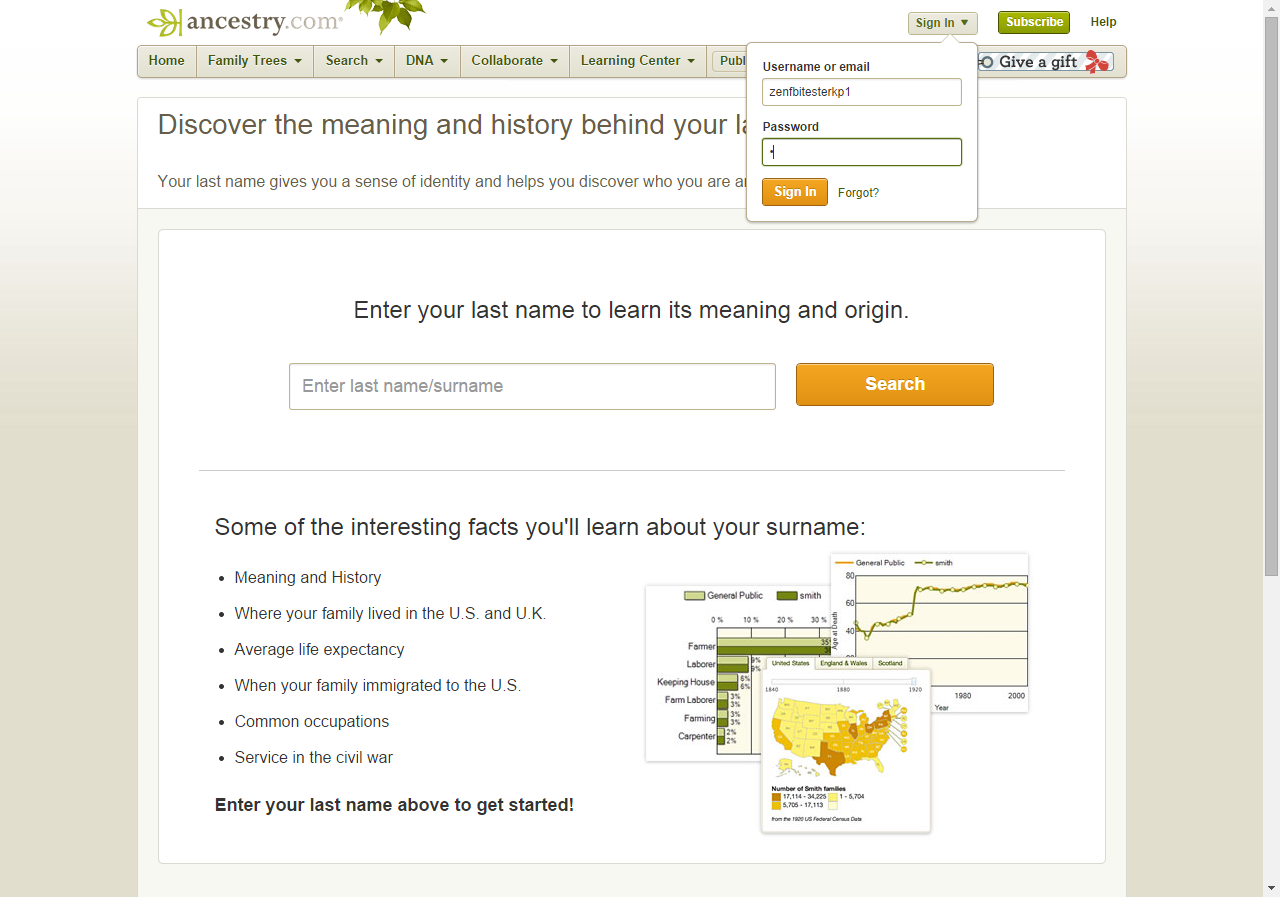 ancestry.com
Sign In
Subscribe
Help
Home
Family Trees
Search
DNA
Collaborate
Learning Center
Publ
Give a gift
Username or email
zenfbitesterkp1
Password
Sign In
Forgot?
Discover the meaning and history behind your la
Your last name gives you a sense of identity and helps you discover who you are an
Enter your last name to learn its meaning and origin.
Enter last name/surname
Search
Some of the interesting facts you'll learn about your surname:
• Meaning and History
• Where your family lived in the U.S. and U.K.
• Average life expectancy
• When your family immigrated to the U.S.
• Common occupations
• Service in the civil war
Enter your last name above to get started!
General Public smith
80
60
40
20
Age at Death
1980 2000
Year
General Public smith
0 % 10 % 20 % 30 %
Farmer 35
Laborer 9% 9%
Keeping House 6% 6%
Farm Laborer 3% 3%
Farming 3% 3%
Carpenter 2% 2%
United States England & Wales Scotland
1840 1880 1920
Number of Smith families
17,114 - 34,225 1 - 5,704
5,705 - 17,113
from the 1920 US Federal Census Data